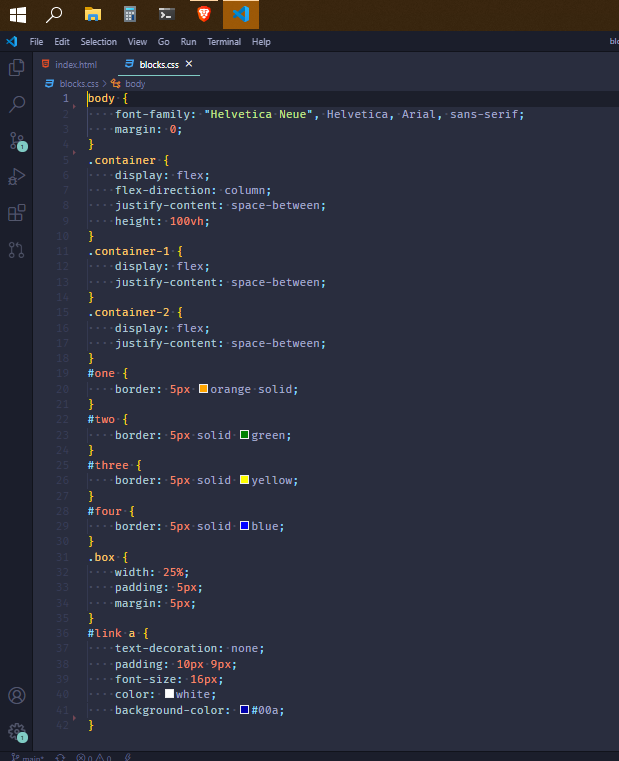 File Edit Selection View Go Run Terminal Help
index.html blocks.css
blocks.css > body
1 body {
2 font-family: "Helvetica Neue", Helvetica, Arial, sans-serif;
3 margin: 0;
4 }
5 .container {
6 display: flex;
7 flex-direction: column;
8 justify-content: space-between;
9 height: 100vh;
10 }
11 .container-1 {
12 display: flex;
13 justify-content: space-between;
14 }
15 .container-2 {
16 display: flex;
17 justify-content: space-between;
18 }
19 #one {
20 border: 5px orange solid;
21 }
22 #two {
23 border: 5px solid green;
24 }
25 #three {
26 border: 5px solid yellow;
27 }
28 #four {
29 border: 5px solid blue;
30 }
31 .box {
32 width: 25%;
33 padding: 5px;
34 margin: 5px;
35 }
36 #link a {
37 text-decoration: none;
38 padding: 10px 9px;
39 font-size: 16px;
40 color: white;
41 background-color: #00a;
42 }
1
1
main* 0 0